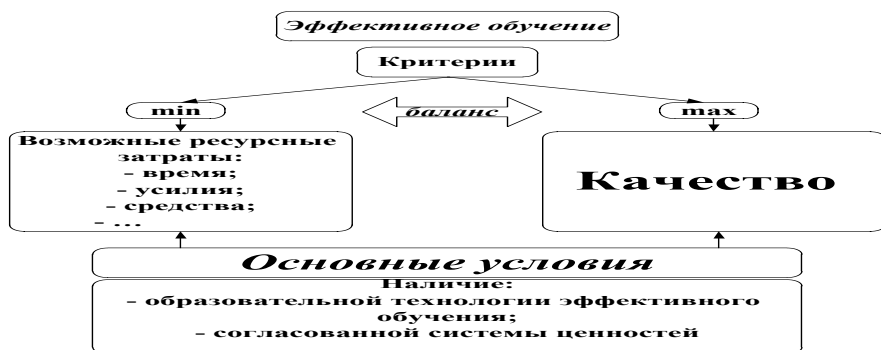 Эффективное обучение
Критерии
min
баланс
max
Возможные ресурсные
затраты:
- время;
- усилия;
- средства;
- ...
Качество
Основные условия
Наличие:
- образовательной технологии эффективного
обучения;
- согласованной системы ценностей